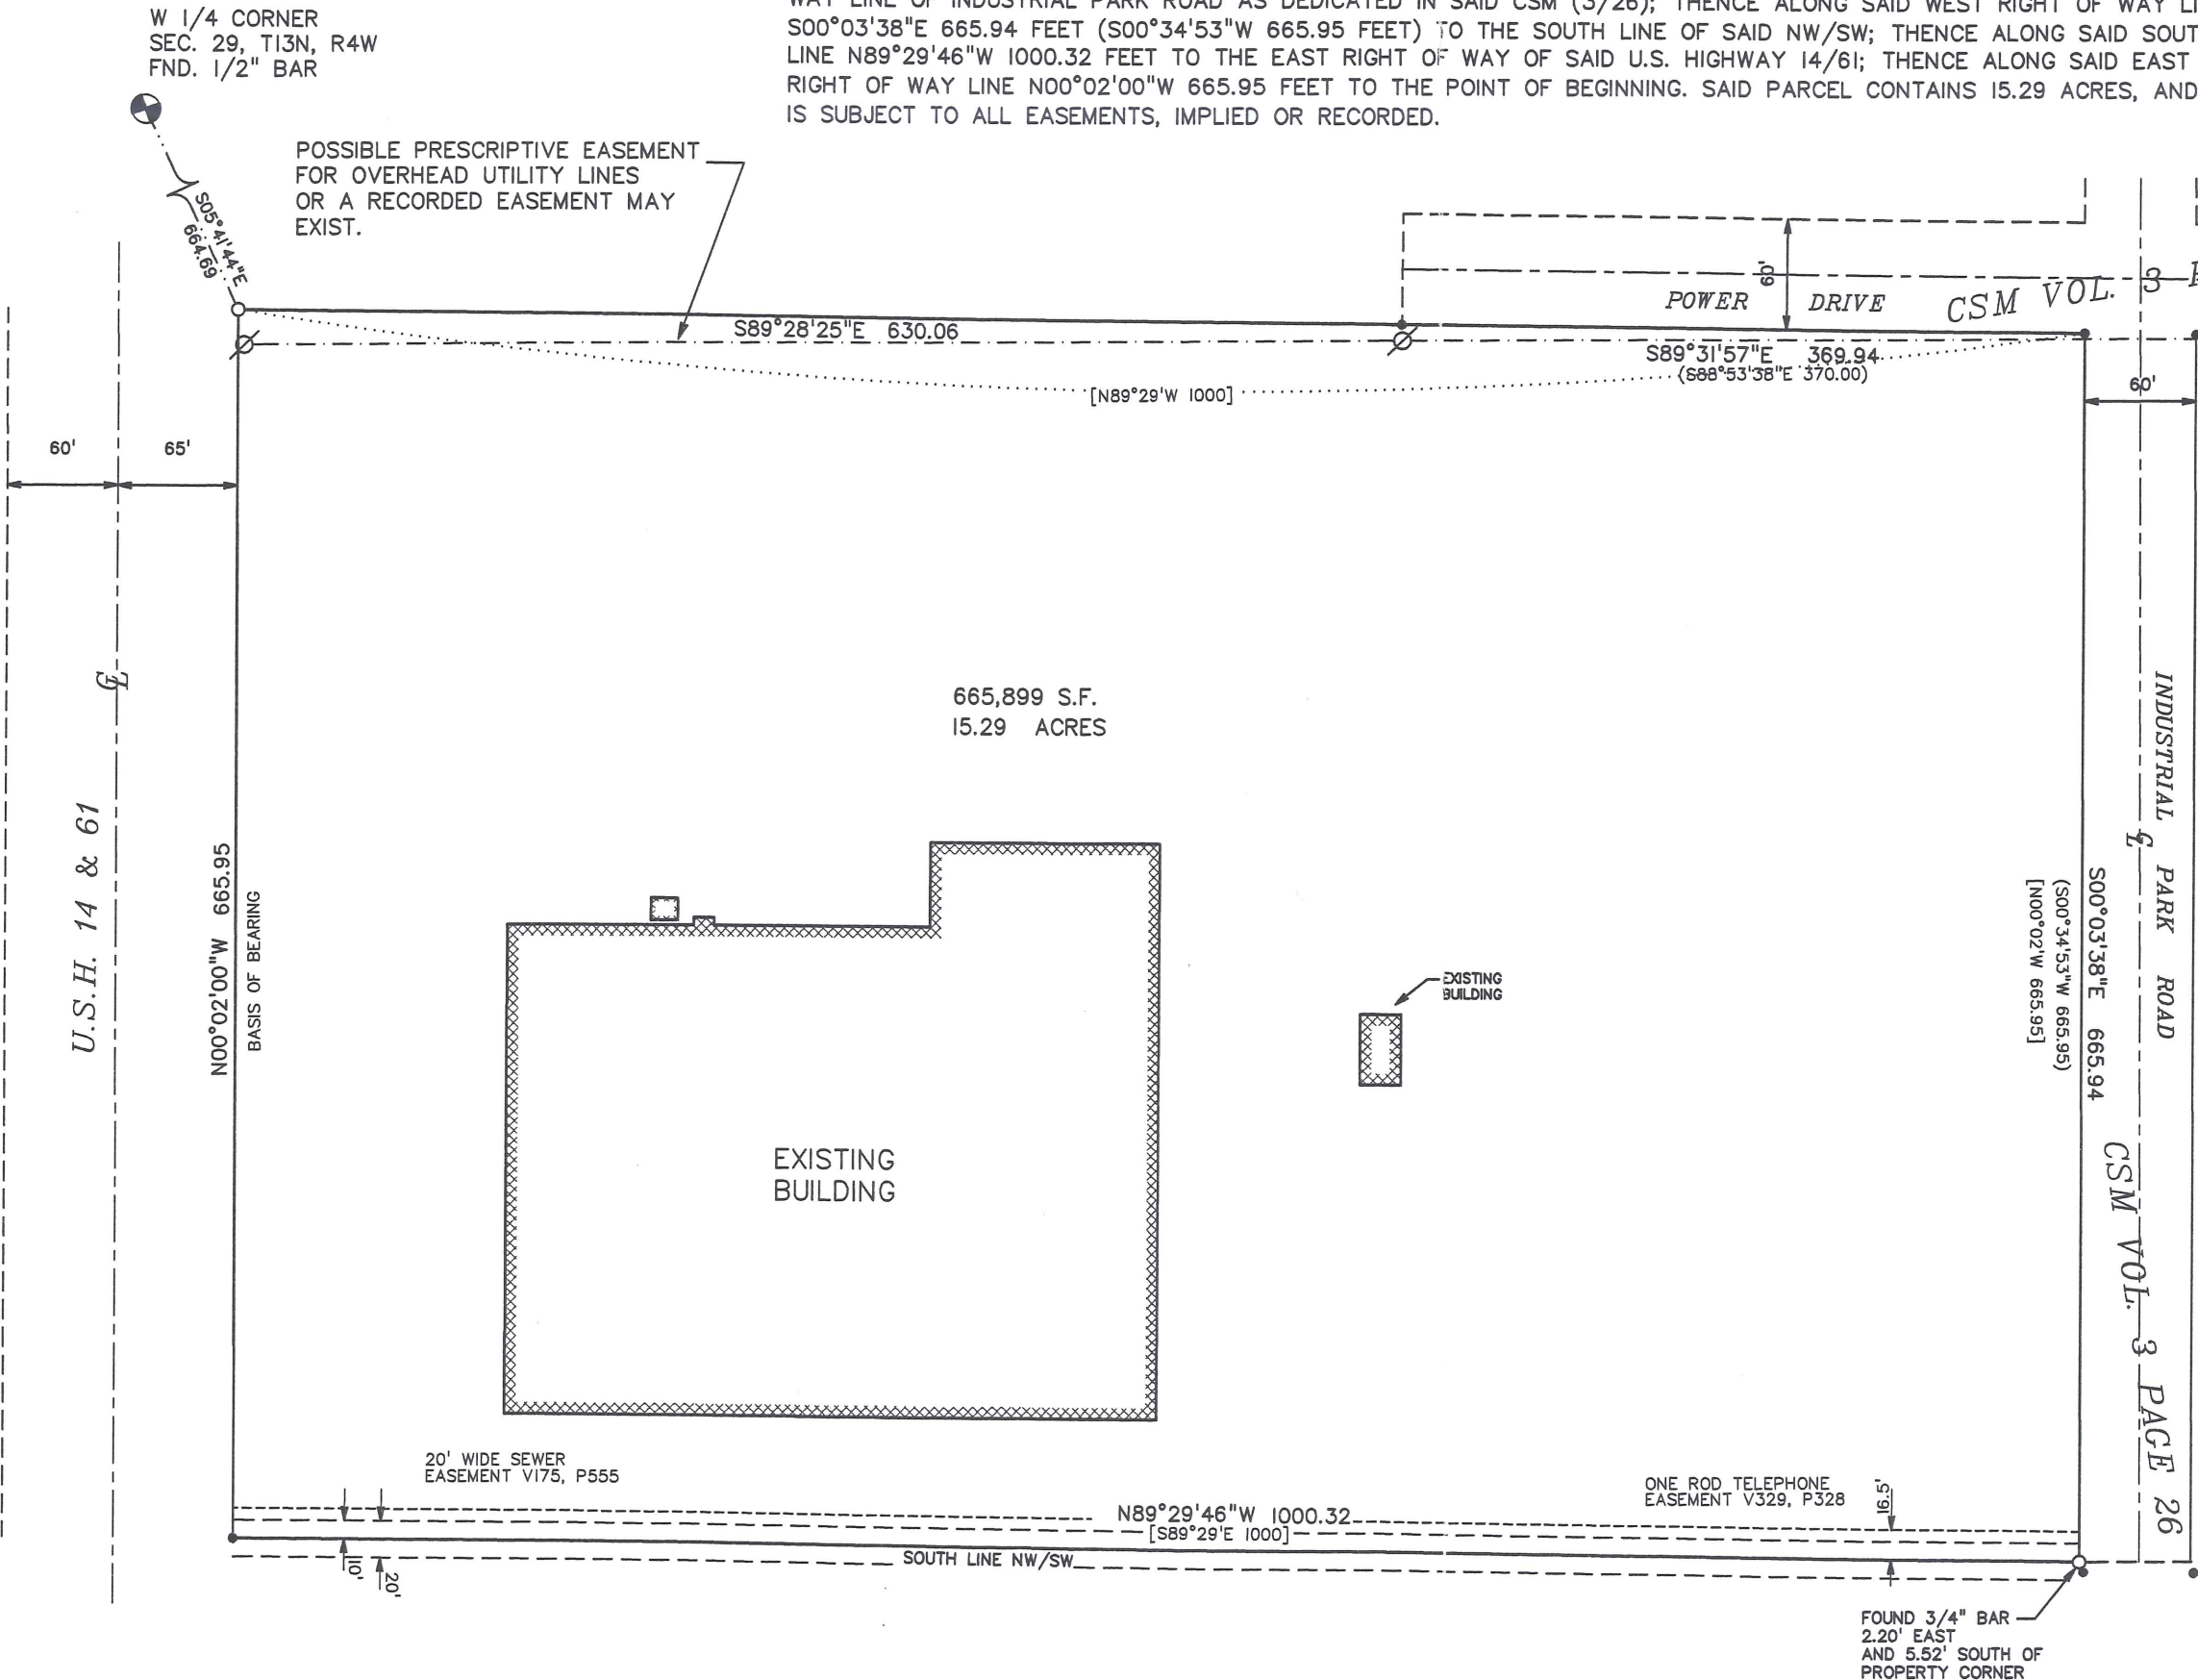 W 1/4 CORNER
SEC. 29, T13N, R4W
FND. 1/2" BAR
WAY LINE OF INDUSTRIAL PARK ROAD AS DEDICATED IN SAID CSM (3/26); THENCE ALONG SAID WEST RIGHT OF WAY
S00°03'38"E 665.94 FEET (S00°34'53"W 665.95 FEET) TO THE SOUTH LINE OF SAID NW/SW; THENCE ALONG SAID
LINE N89°29'46"W 1000.32 FEET TO THE EAST RIGHT OF WAY OF SAID U.S. HIGHWAY 14/61; THENCE ALONG SAID EAST
RIGHT OF WAY LINE N00°02'00"W 665.95 FEET TO THE POINT OF BEGINNING. SAID PARCEL CONTAINS 15.29 ACRES, AND
IS SUBJECT TO ALL EASEMENTS, IMPLIED OR RECORDED.
POSSIBLE PRESCRIPTIVE EASEMENT
FOR OVERHEAD UTILITY LINES
OR A RECORDED EASEMENT MAY
EXIST.
S05°41'44"E
664.69
60'
POWER DRIVE
CSM VOL. 3
S89°28'25"E 630.06
S89°31'57"E 369.94
(S88°53'38"E 370.00)
[N89°29'W 1000]
60'
60'
65'
665,899 S.F.
15.29 ACRES
U.S.H. 14 & 61
N00°02'00"W 665.95
BASIS OF BEARING
EXISTING
BUILDING
EXISTING
BUILDING
INDUSTRIAL PARK ROAD
S00°03'38"E 665.94
(S00°34'53"W 665.95)
[N00°02'W 665.95]
CSM VOL. 3 PAGE 26
20' WIDE SEWER
EASEMENT V175, P555
ONE ROD TELEPHONE
EASEMENT V329, P328
16.5'
N89°29'46"W 1000.32
[S89°29'E 1000]
SOUTH LINE NW/SW
10'
20'
FOUND 3/4" BAR
2.20' EAST
AND 5.52' SOUTH OF
PROPERTY CORNER